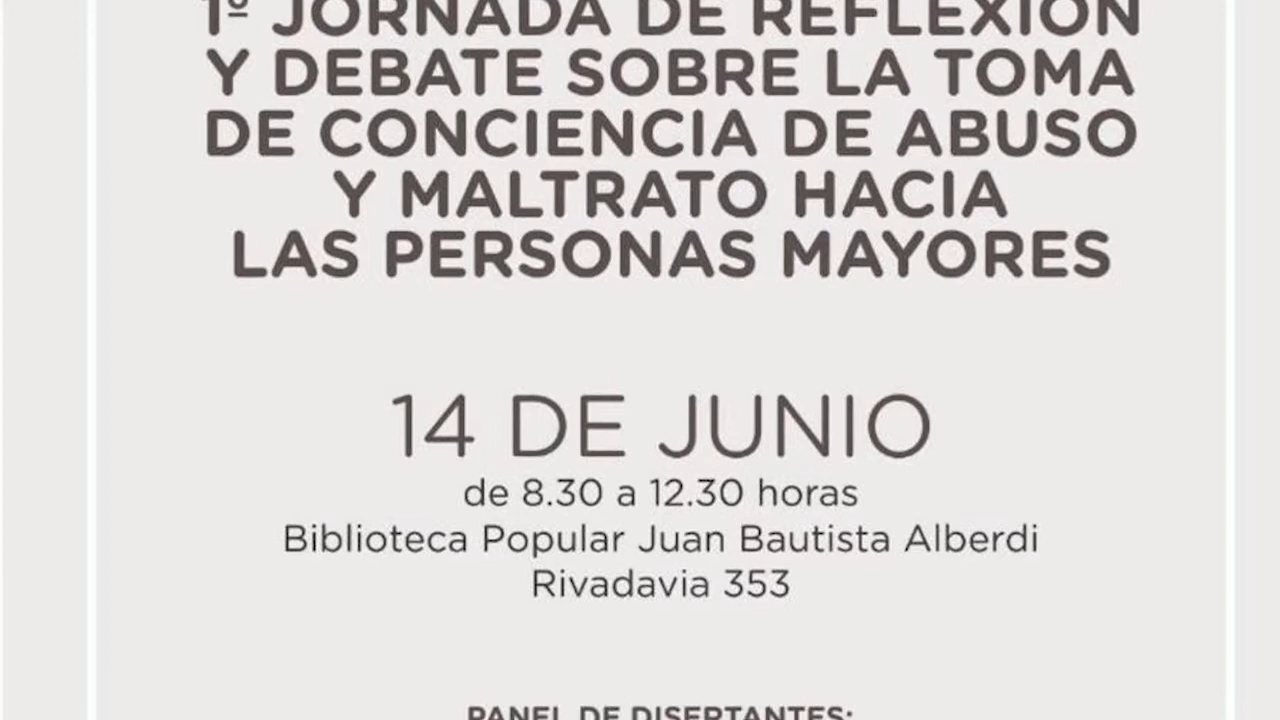 1º JORNADA DE REFLEXIÓN
Y DEBATE SOBRE LA TOMA
DE CONCIENCIA DE ABUSO
Y MALTRATO HACIA
LAS PERSONAS MAYORES
14 DE JUNIO
de 8.30 a 12.30 horas
Biblioteca Popular Juan Bautista Alberdi
Rivadavia 353
PANEL DE DISERTANTES: